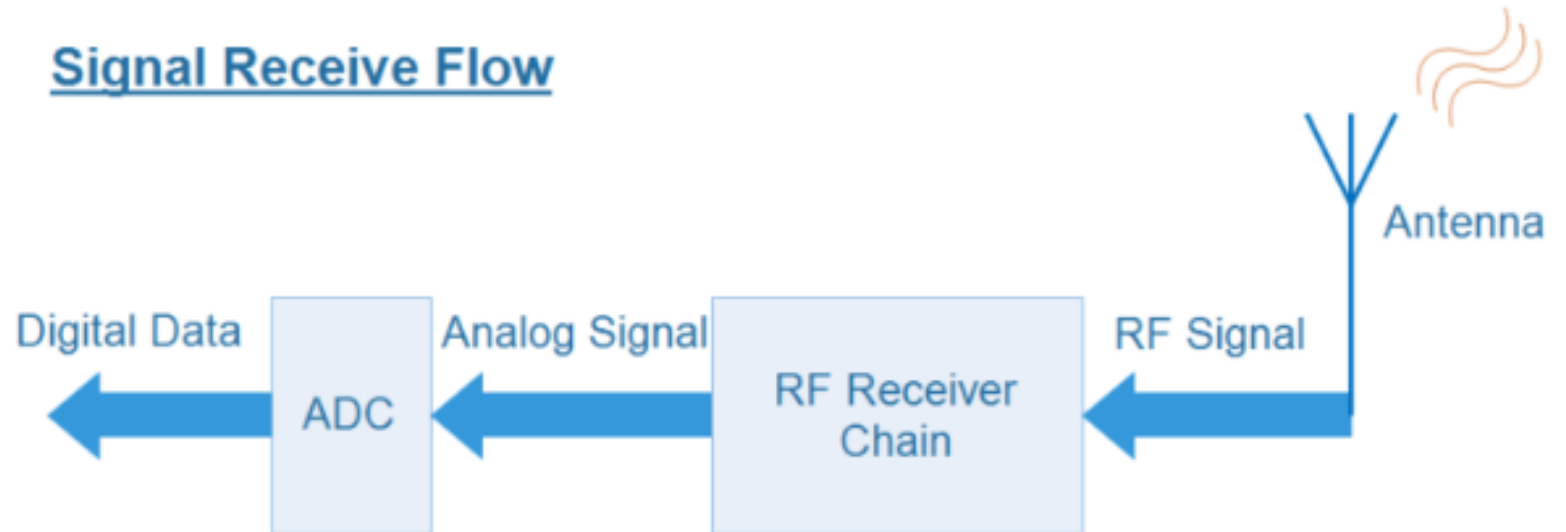 Signal Receive Flow
Antenna
Digital Data
Analog Signal
RF Signal
ADC
RF Receiver
Chain